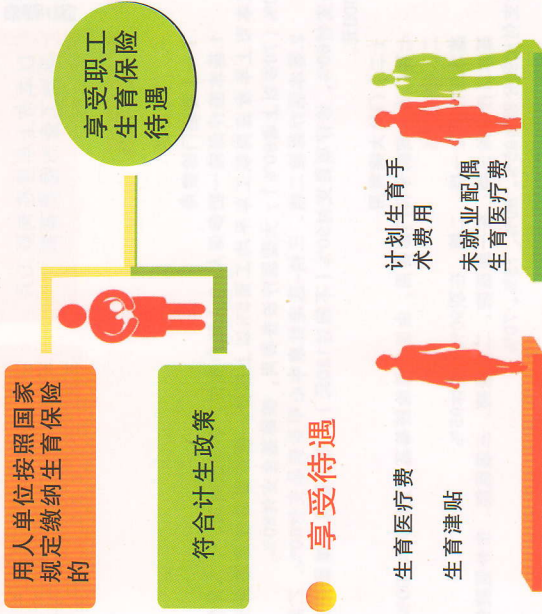 用人单位按照国家
规定缴纳生育保险
的
符合计生政策
享受职工
生育保险
待遇
享受待遇
生育医疗费
生育津贴
计划生育手
术费用
未就业配偶
生育医疗费